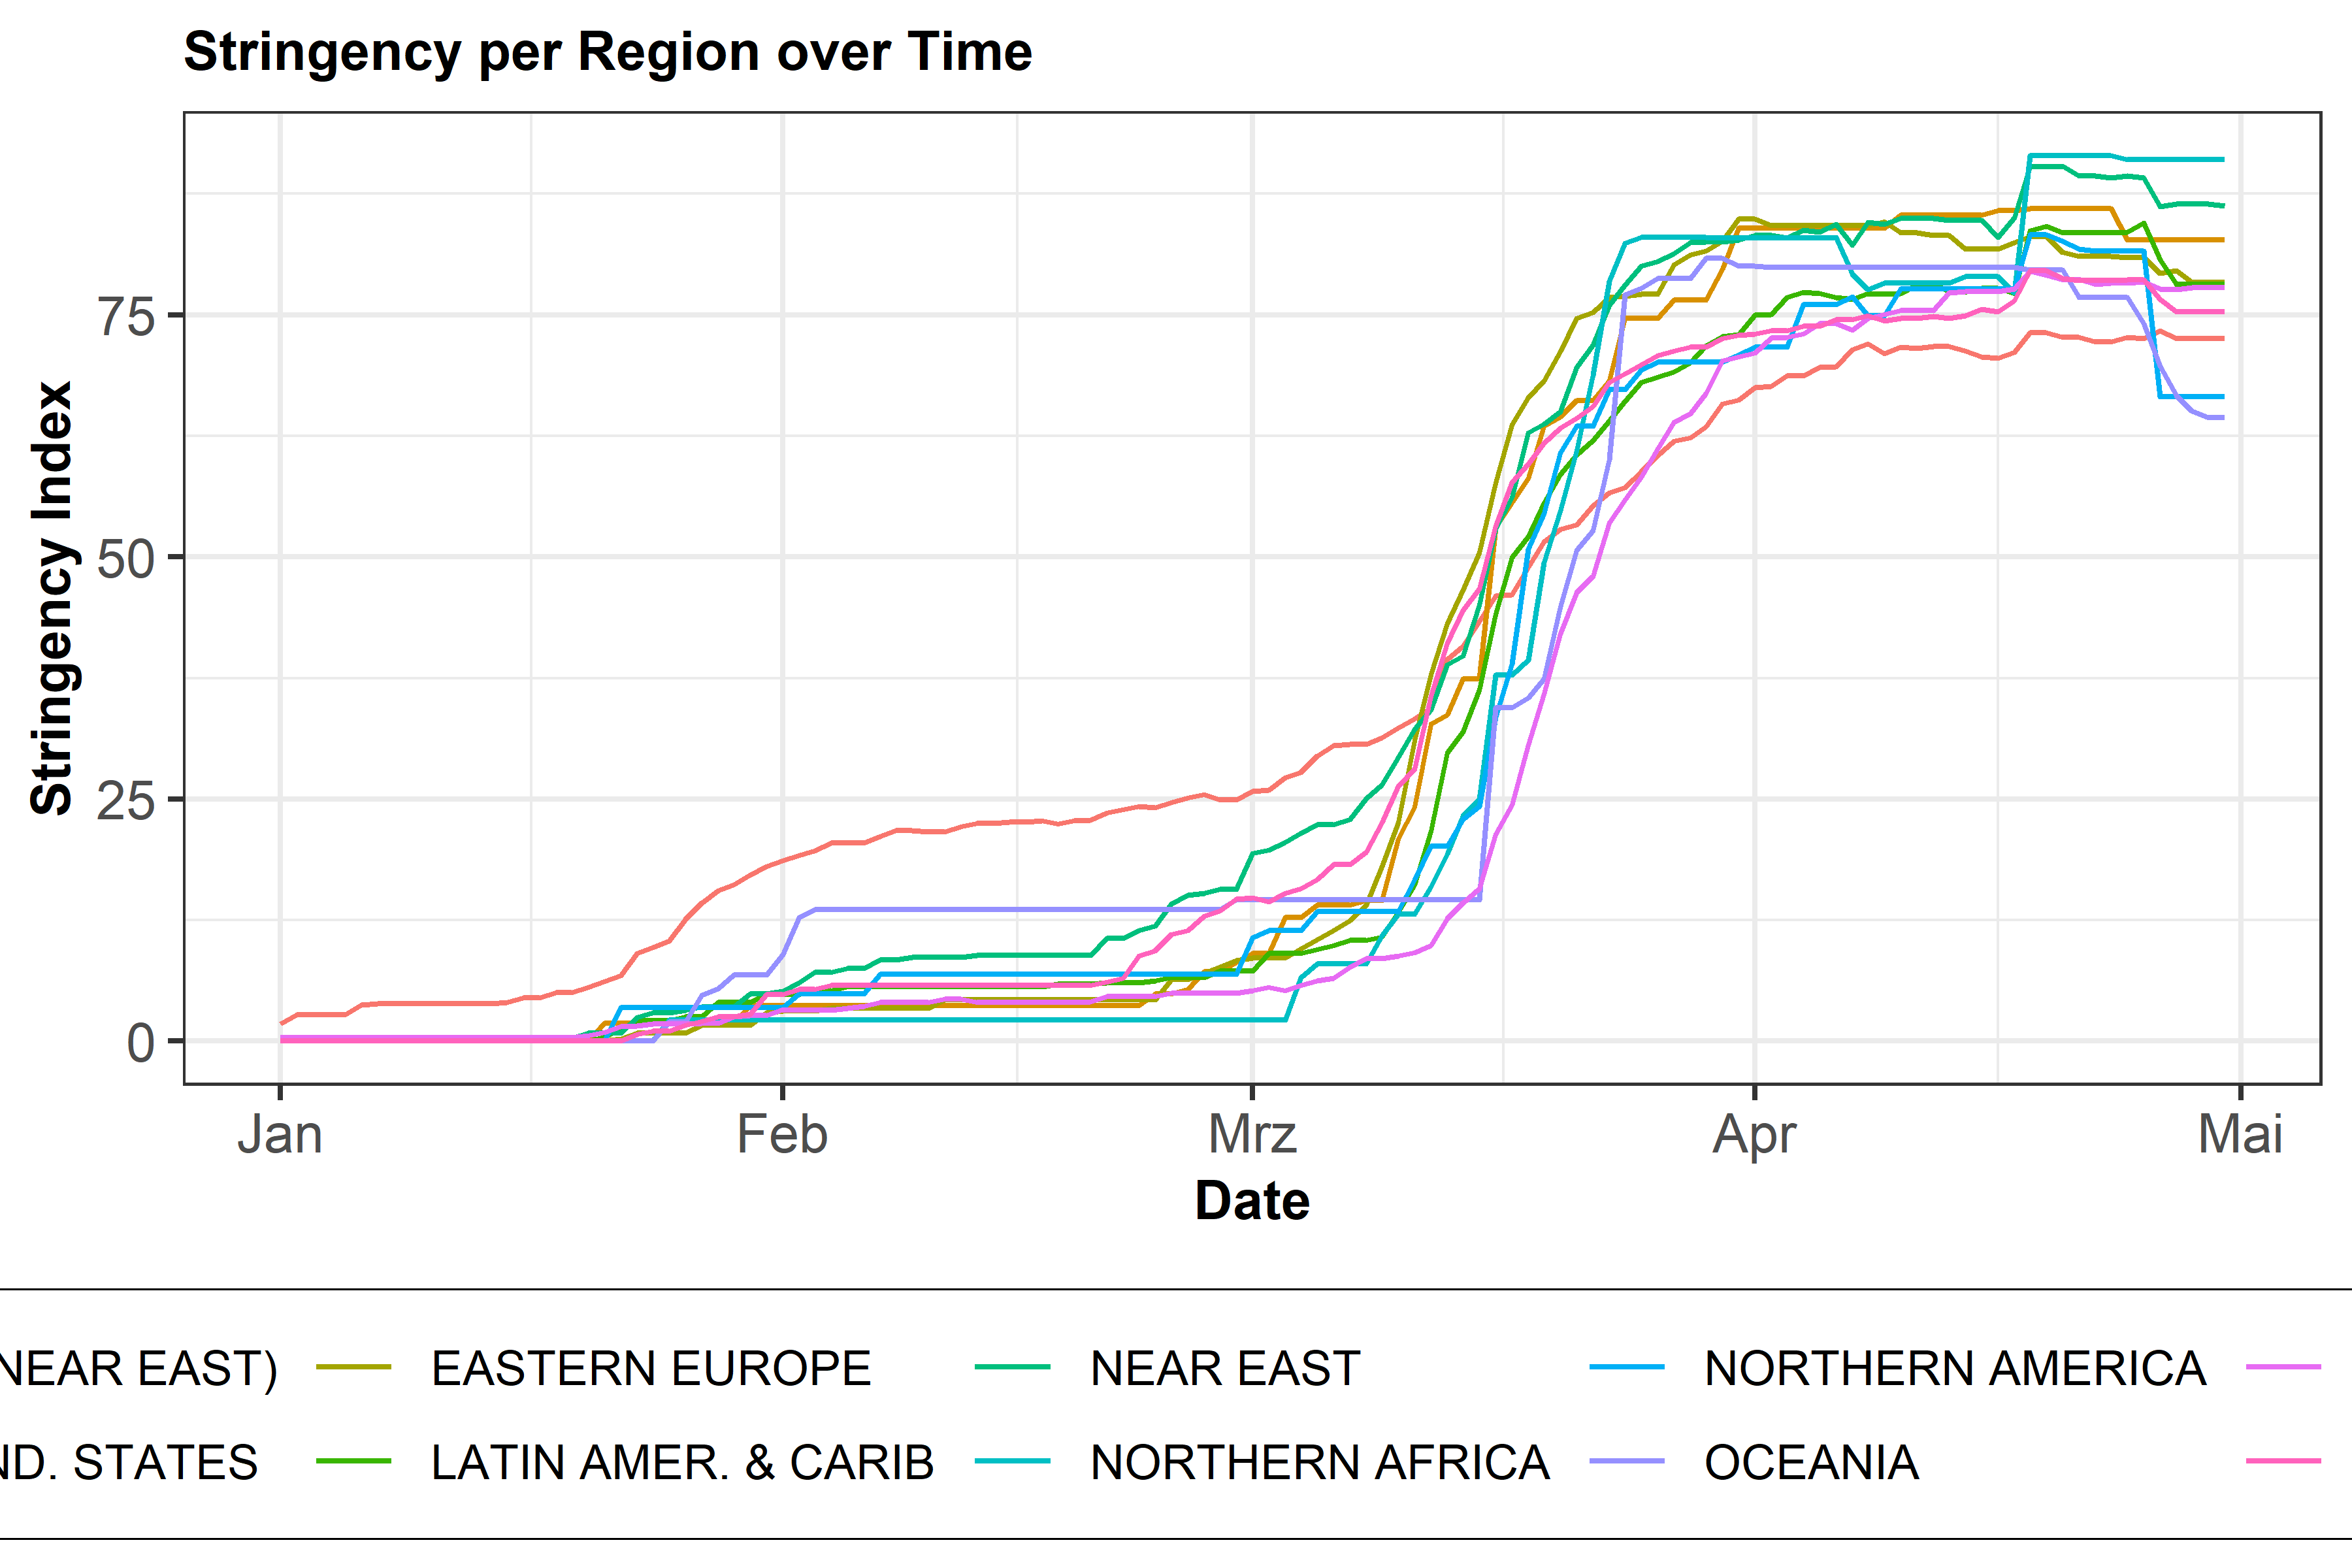 Stringency per Region over Time
Stringency Index
75
50
25
0
Jan Feb Mrz Apr Mai
Date
NEAR EAST) EASTERN EUROPE NEAR EAST NORTHERN AMERICA
ND. STATES LATIN AMER. & CARIB NORTHERN AFRICA OCEANIA